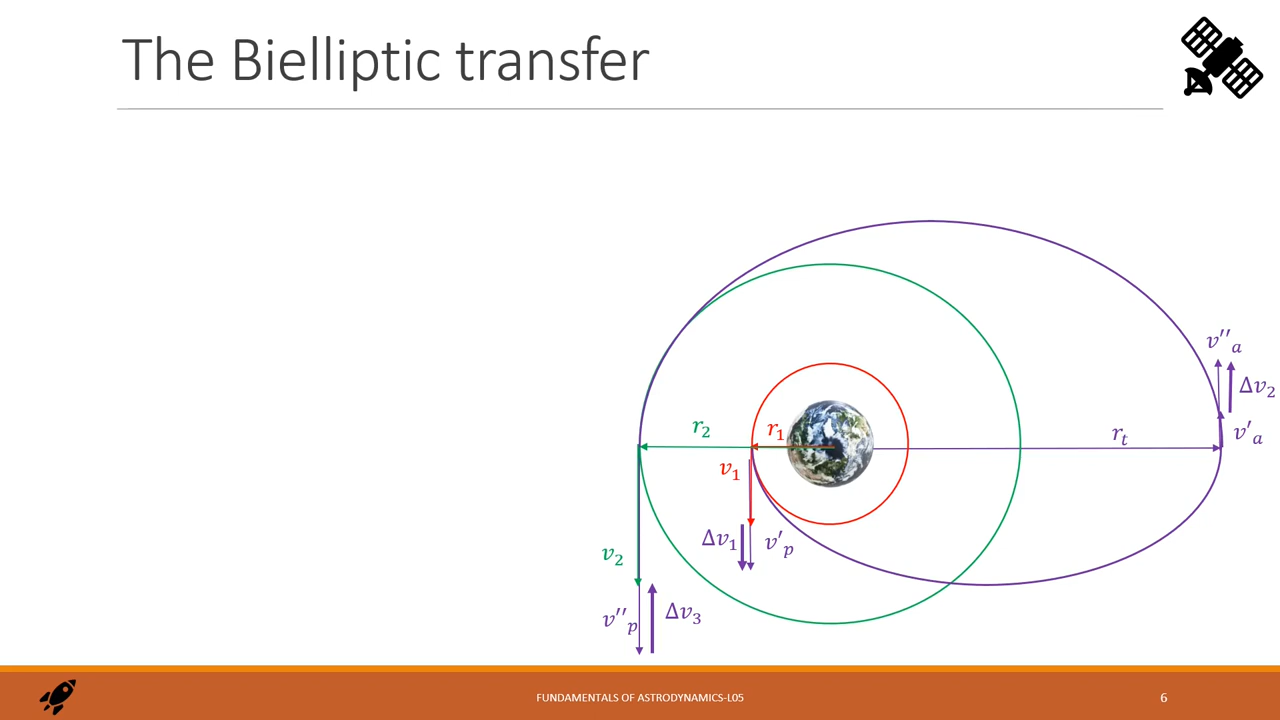 The Bielliptic transfer
v''ₐ
Δv₂
r₂
r₁
rₜ
v'ₐ
v₁
Δv₁
v'ₚ
v₂
v''ₚ
Δv₃
FUNDAMENTALS OF ASTRODYNAMICS-L05
6